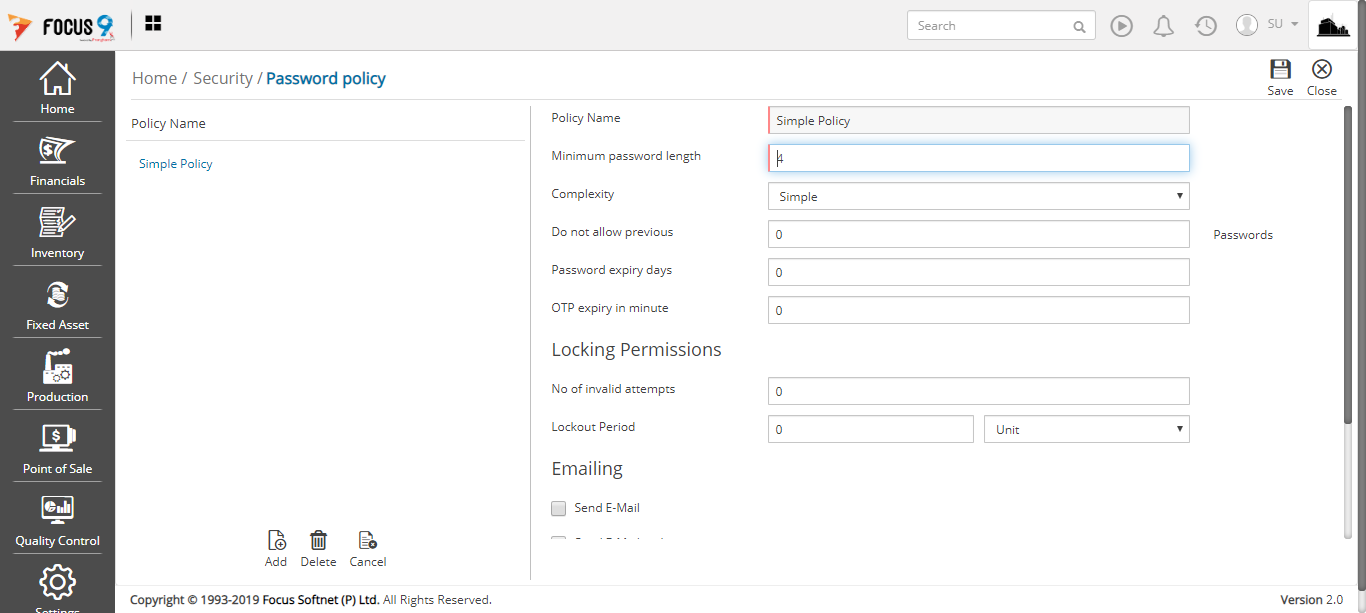 FOCUS 9
Search
SU
Home
Financials
Inventory
Fixed Asset
Production
Point of Sale
Quality Control
Settings
Home / Security / Password policy
Save
Close
Policy Name
Simple Policy
Add
Delete
Cancel
Policy Name Simple Policy
Minimum password length 4
Complexity Simple
Do not allow previous 0 Passwords
Password expiry days 0
OTP expiry in minute 0
Locking Permissions
No of invalid attempts 0
Lockout Period 0 Unit
Emailing
Send E-Mail
Copyright © 1993-2019 Focus Softnet (P) Ltd. All Rights Reserved.
Version 2.0